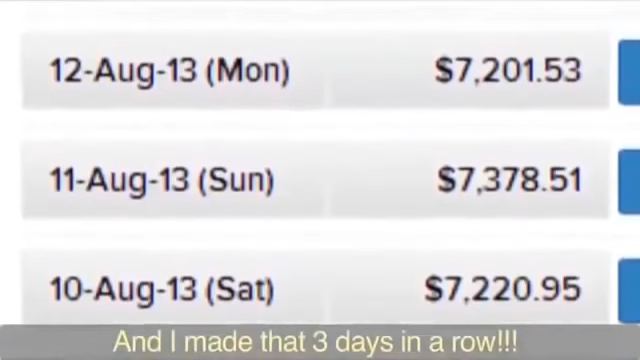 12-Aug-13 (Mon) $7,201.53
11-Aug-13 (Sun) $7,378.51
10-Aug-13 (Sat) $7,220.95
And I made that 3 days in a row!!!